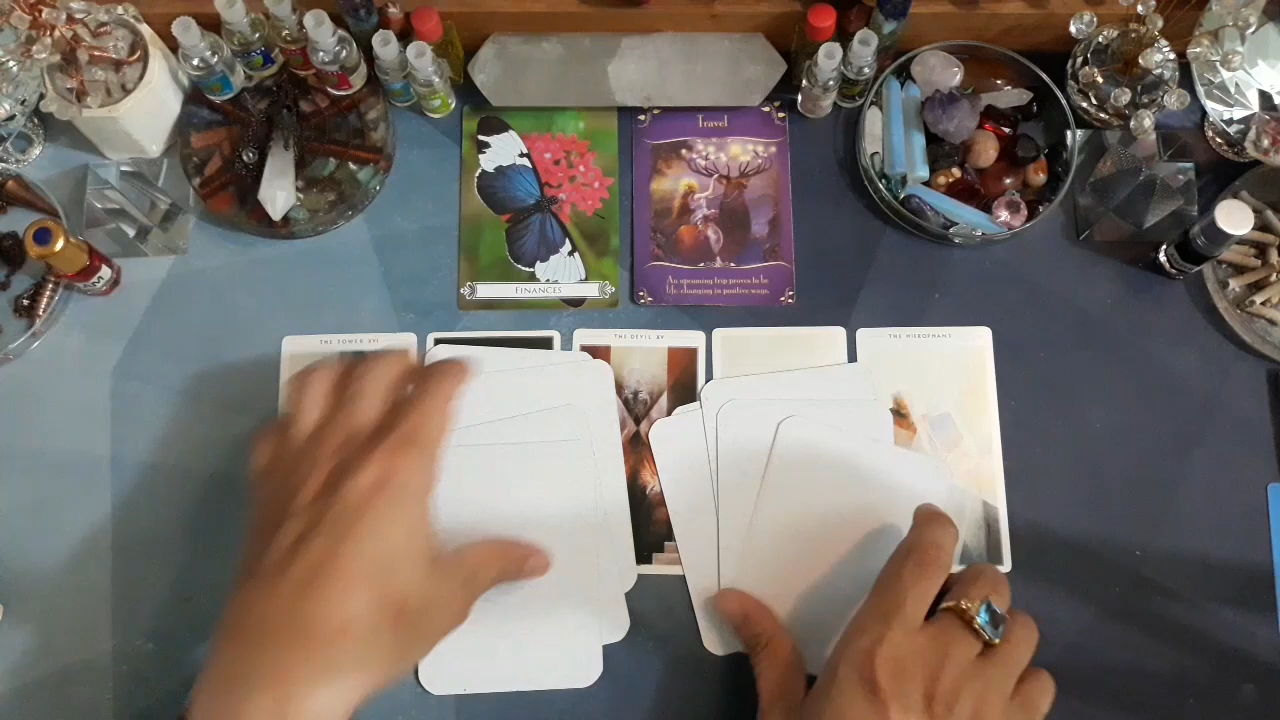 Travel
FINANCES
An upcoming trip proves to be
life-changing in positive ways.
THE TOWER XVI
THE DEVIL XV
THE HIEROPHANT